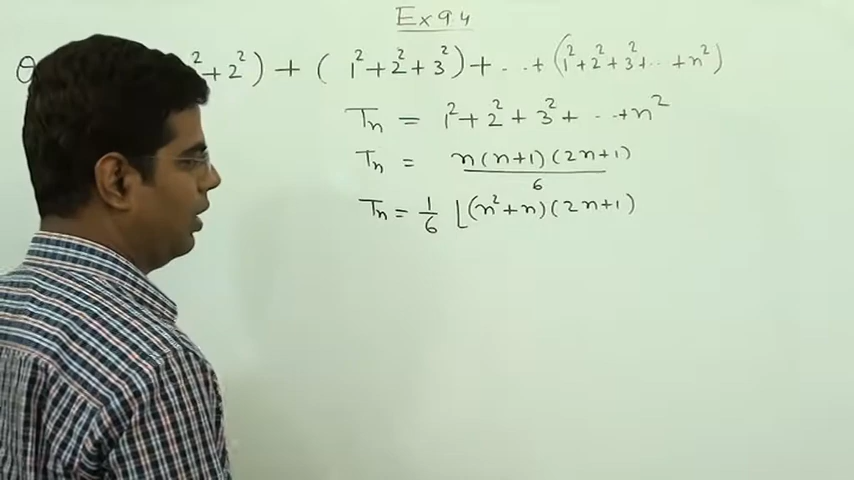 Ex 9.4
Q ²+2²) + ( 1²+2²+3²)+ ...+ (1²+2²+3²+...+n²)
Tn = 1²+2²+3²+...+n²
Tn = n(n+1)(2n+1)/6
Tn = 1/6 [(n²+n)(2n+1)